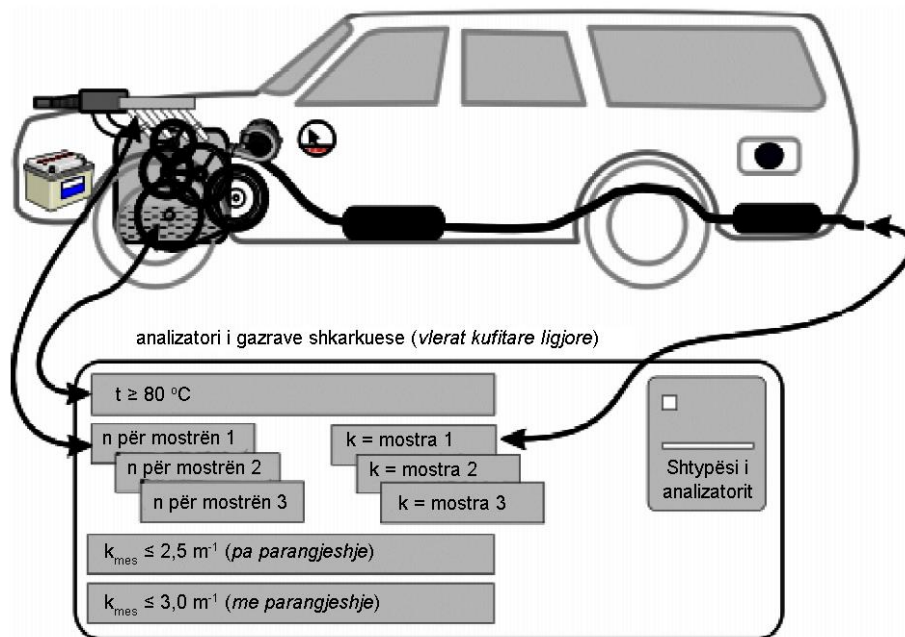 analizatori i gazrave shkarkuese (vlerat kufitare ligjore)
t ≥ 80 °C
n për mostrën 1
n për mostrën 2
n për mostrën 3
k = mostra 1
k = mostra 2
k = mostra 3
Shtypësi i
analizatorit
kmes ≤ 2,5 m-1 (pa parangjeshje)
kmes ≤ 3,0 m-1 (me parangjeshje)